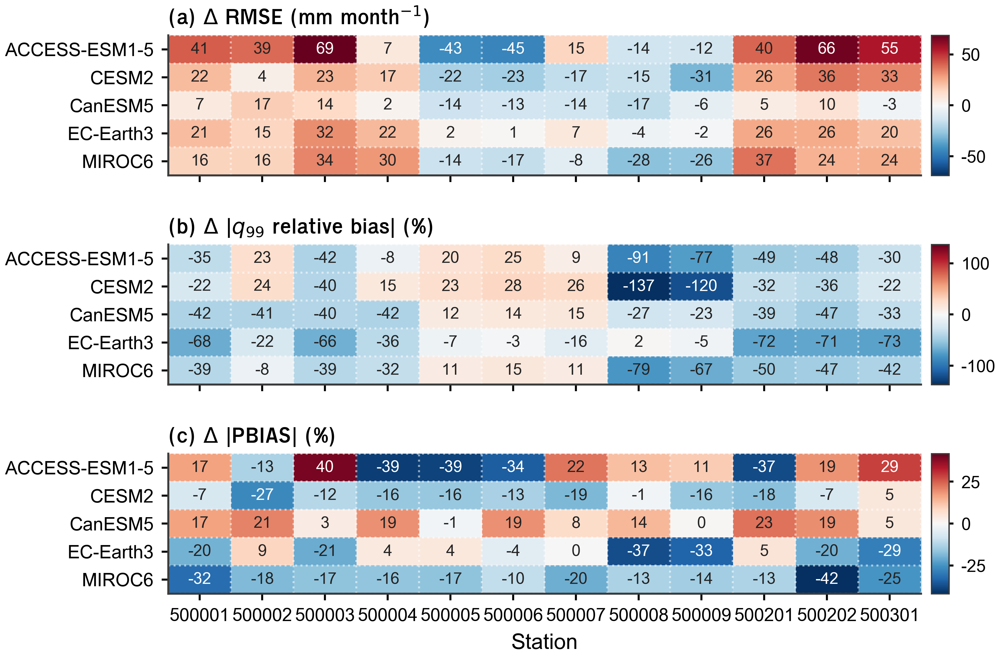 (a) Δ RMSE (mm month⁻¹)
ACCESS-ESM1-5 41 39 69 7 -43 -45 15 -14 -12 40 66 55
CESM2 22 4 23 17 -22 -23 -17 -15 -31 26 36 33
CanESM5 7 17 14 2 -14 -13 -14 -17 -6 5 10 -3
EC-Earth3 21 15 32 22 2 1 7 -4 -2 26 26 20
MIROC6 16 16 34 30 -14 -17 -8 -28 -26 37 24 24
50
0
-50
(b) Δ |q₉₉ relative bias| (%)
ACCESS-ESM1-5 -35 23 -42 -8 20 25 9 -91 -77 -49 -48 -30
CESM2 -22 24 -40 15 23 28 26 -137 -120 -32 -36 -22
CanESM5 -42 -41 -40 -42 12 14 15 -27 -23 -39 -47 -33
EC-Earth3 -68 -22 -66 -36 -7 -3 -16 2 -5 -72 -71 -73
MIROC6 -39 -8 -39 -32 11 15 11 -79 -67 -50 -47 -42
100
0
-100
(c) Δ |PBIAS| (%)
ACCESS-ESM1-5 17 -13 40 -39 -39 -34 22 13 11 -37 19 29
CESM2 -7 -27 -12 -16 -16 -13 -19 -1 -16 -18 -7 5
CanESM5 17 21 3 19 -1 19 8 14 0 23 19 5
EC-Earth3 -20 9 -21 4 4 -4 0 -37 -33 5 -20 -29
MIROC6 -32 -18 -17 -16 -17 -10 -20 -13 -14 -13 -42 -25
25
0
-25
500001 500002 500003 500004 500005 500006 500007 500008 500009 500201 500202 500301
Station